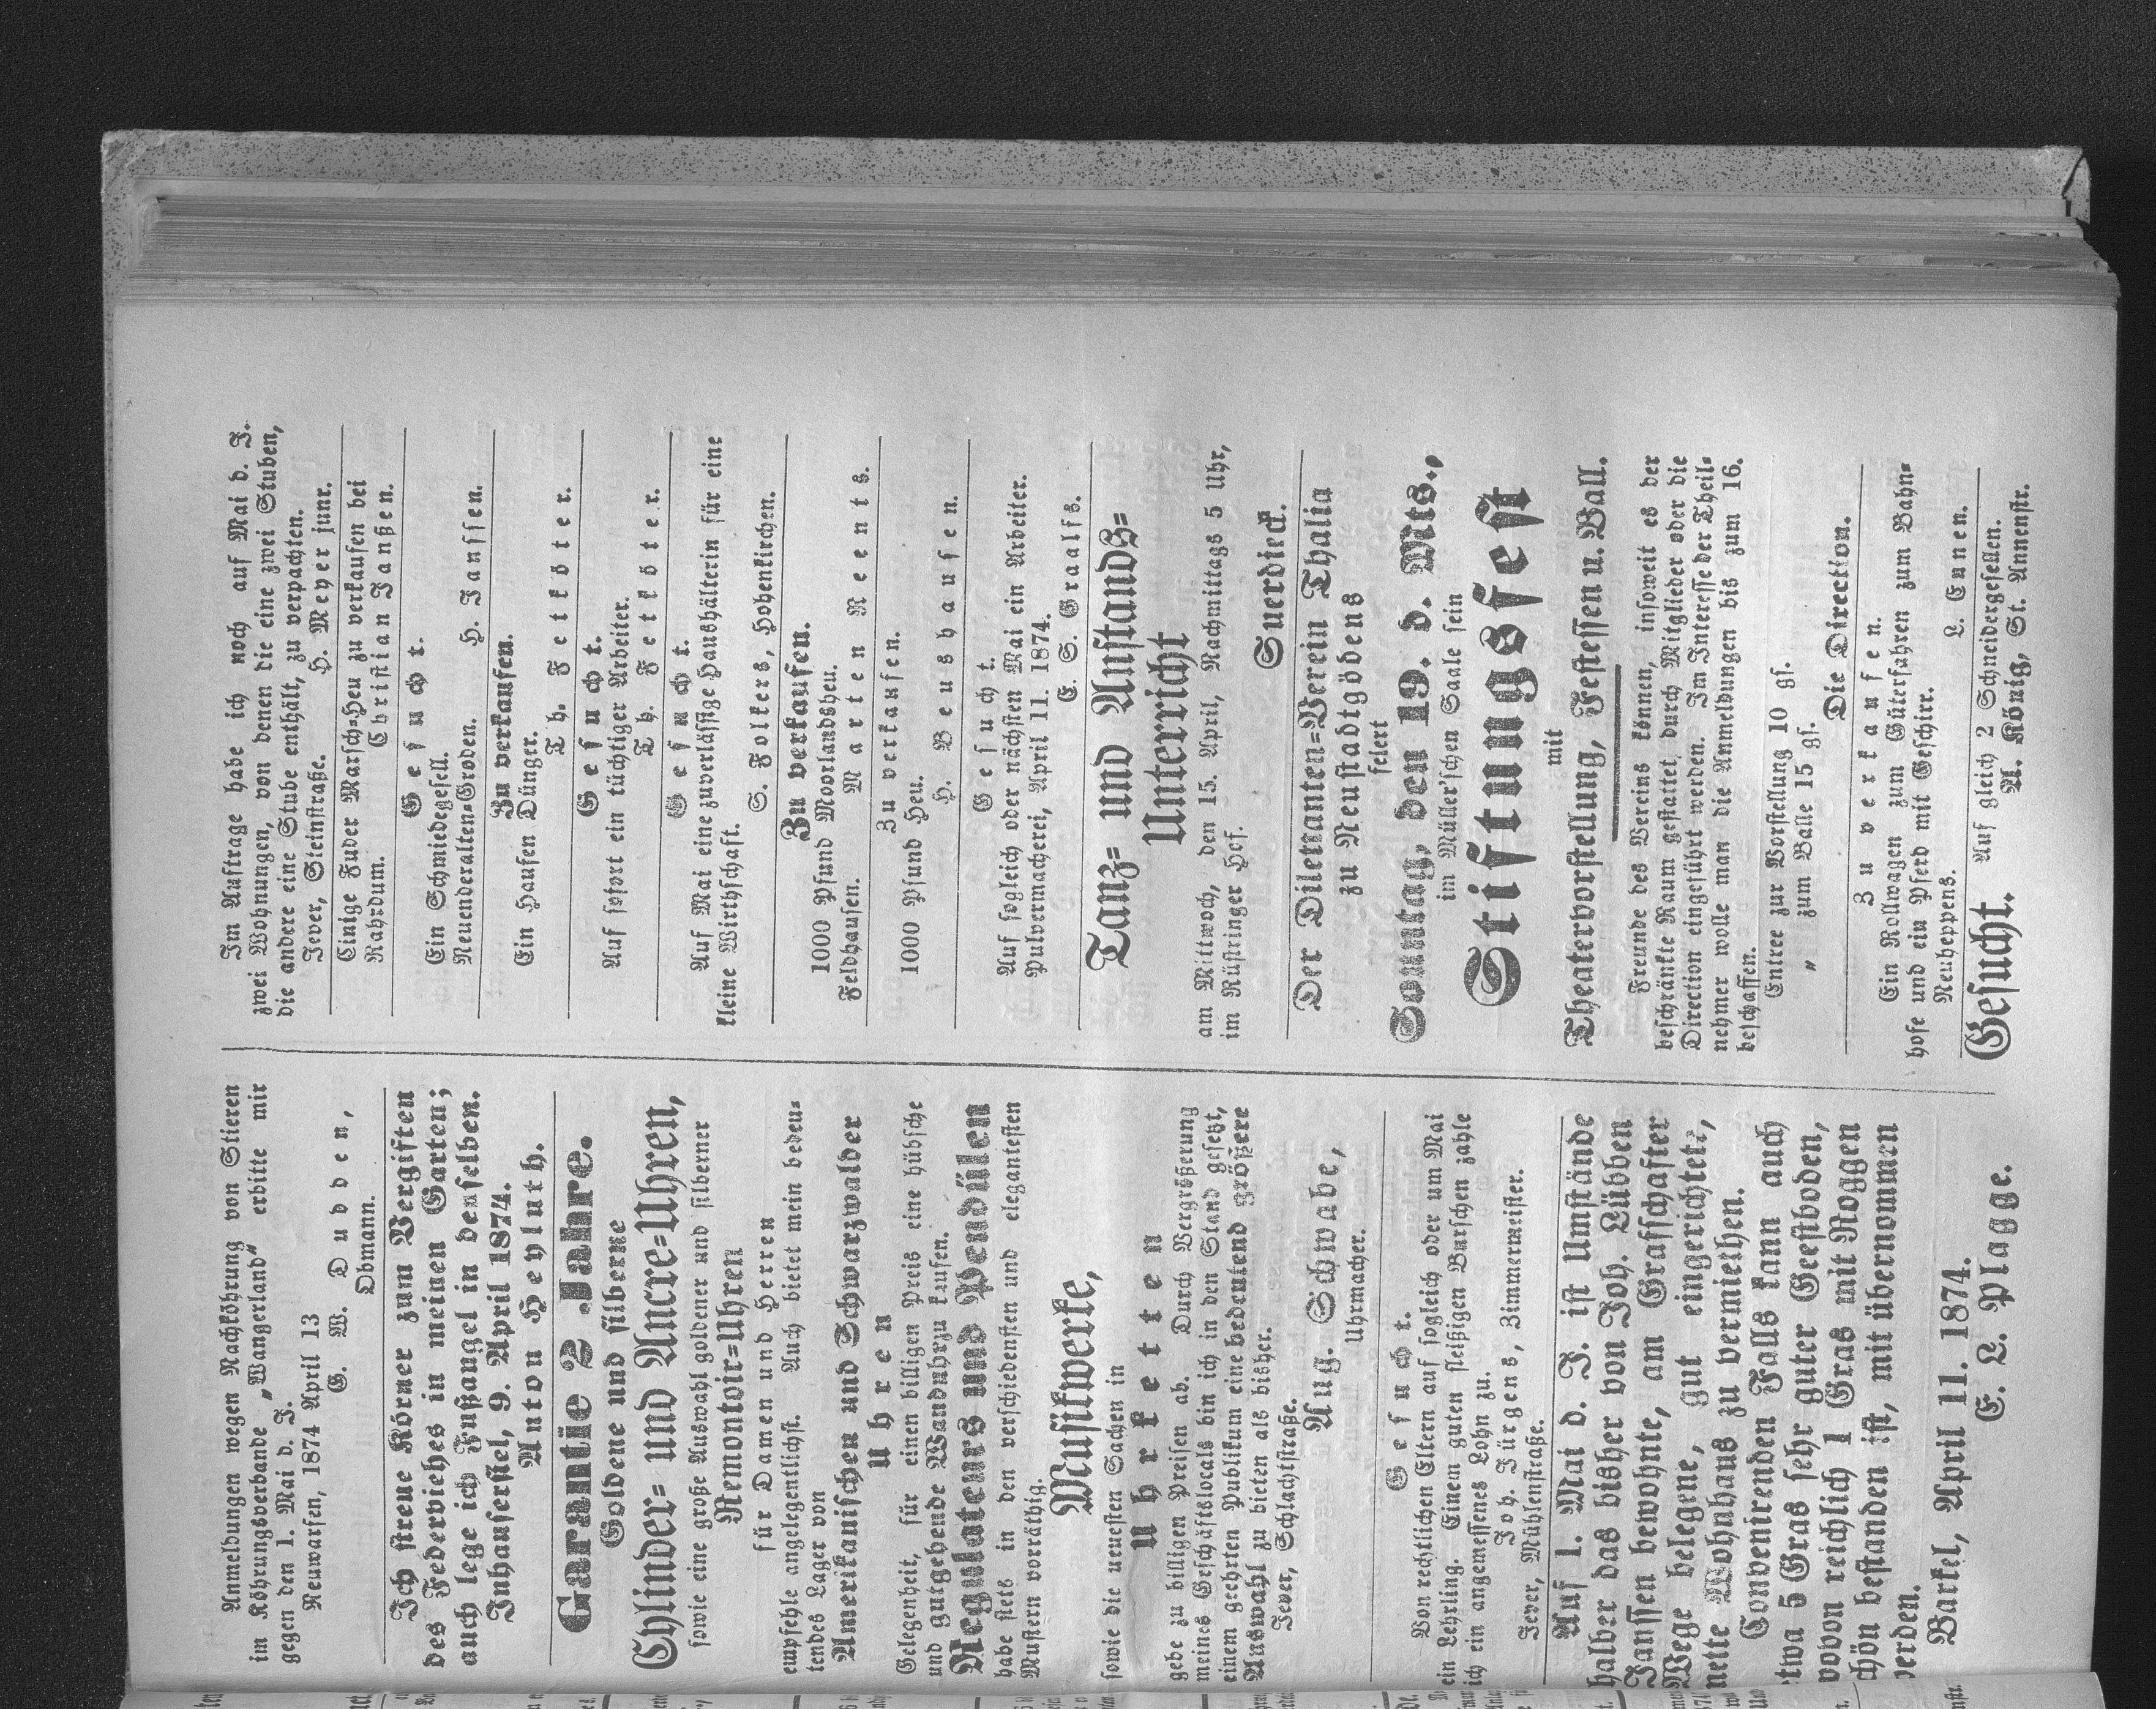 Anmeldungen wegen Nachköhrung von Stieren
im Köhrungsverbande „Wangerland“ erbitte mir
gegen den 1. Mai d. J.
Neuwarfen, 1874 April 13
G. W. Dudden,
Obmann.
Ich streue Körner zum Vergiften
des Federviehes in meinen Garten;
auch lege ich Fußangel in denselben.
Inhausersiel, 9. April 1874.
Anton Heyluth.
Garantie 2 Jahre.
Goldene und silberne
Cylinder- und Ancre-Uhren,
sowie eine große Auswahl goldener und silberner
Remontoir-Uhren
für Damen und Herren
empfehle angelegentlichst. Auch bietet mein bedeu-
tendes Lager von
Amerikanischen und Schwarzwalder
Uhren
Gelegenheit, für einen billigen Preis eine hübsche
und gutgehende Wanduhr zu kaufen.
Regulateurs und Pendülen
habe stets in den verschiedensten und elegantesten
Mustern vorräthig.
Musikwerke,
sowie die neuesten Sachen in
Uhrketten
gebe zu billigen Preisen ab. Durch Vergrößerung
meines Geschäftslocals bin ich in den Stand gesetzt,
einem geehrten Publikum eine bedeutend größere
Auswahl zu bieten als bisher.
Jever, Schlachtstraße.
Aug. Schwabe,
Uhrmacher.
Gesucht.
Von rechtlichen Eltern auf sogleich oder um Mai
ein Lehrling. Einem guten fleißigen Burschen zahle
ich ein angemessenes Lohn zu.
Joh. Jürgens, Zimmermeister.
Jever, Mühlenstraße.
Auf 1. Mai d. J. ist Umstände
halber das bisher von Joh. Lübben
Janssen bewohnte, am Grafschafter
Wege belegene, gut eingerichtete,
nette Wohnhaus zu vermiethen.
Convenirenden Falls kann auch
etwa 5 Gras sehr guter Geestboden,
wovon reichlich 1 Gras mit Roggen
schön bestanden ist, mit übernommen
werden.
Barkel, April 11. 1874.
E. L. Plagge.
Im Auftrage habe ich noch auf Mai d. J.
zwei Wohnungen, von denen die eine zwei Stuben,
die andere eine Stube enthält, zu verpachten.
Jever, Steinstraße. H. Meyer junr.
Einige Fuder Marsch-Heu zu verkaufen bei
Rahrdum. Christian Janßen.
Gesucht.
Ein Schmiedegesell.
Neuenderalten-Groden. H. Janssen.
Zu verkaufen.
Ein Haufen Dünger.
Th. Fetköter.
Gesucht.
Auf sofort ein tüchtiger Arbeiter.
Th. Fetköter.
Gesucht.
Auf Mai eine zuverlässige Haushälterin für eine
kleine Wirthschaft.
S. Folkers, Hohenkirchen.
Zu verkaufen.
1000 Pfund Moorlandsheu.
Feldhausen. Marten Reents.
Zu verkaufen.
1000 Pfund Heu.
H. Beushausen.
Gesucht.
Auf sogleich oder nächsten Mai ein Arbeiter.
Pulvermacherei, April 11. 1874.
E. S. Graalfs.
Tanz- und Anstands-
Unterricht
am Mittwoch, den 15. April, Nachmittags 5 Uhr,
im Rüstringer Hof.
Suerdieck.
Der Dilettanten-Verein Thalia
zu Neustadtgödens
feiert
Sonntag, den 19. d. Mts.,
im Müller'schen Saale sein
Stiftungsfest
mit
Theatervorstellung, Festessen u. Ball.
Freunde des Vereins können, insoweit es der
beschränkte Raum gestattet, durch Mitglieder oder die
Direction eingeführt werden. Im Interesse der Theil-
nehmer wolle man die Anmeldungen bis zum 16.
beschaffen.
Entree zur Vorstellung 10 gs.
„ zum Balle 15 gs.
Die Direction.
Zu verkaufen.
Ein Rollwagen zum Güterfahren zum Bahn-
hofe und ein Pferd mit Geschirr.
Neuheppens. L. Ennen.
Gesucht. Auf gleich 2 Schneidergesellen.
A. König, St. Annenstr.